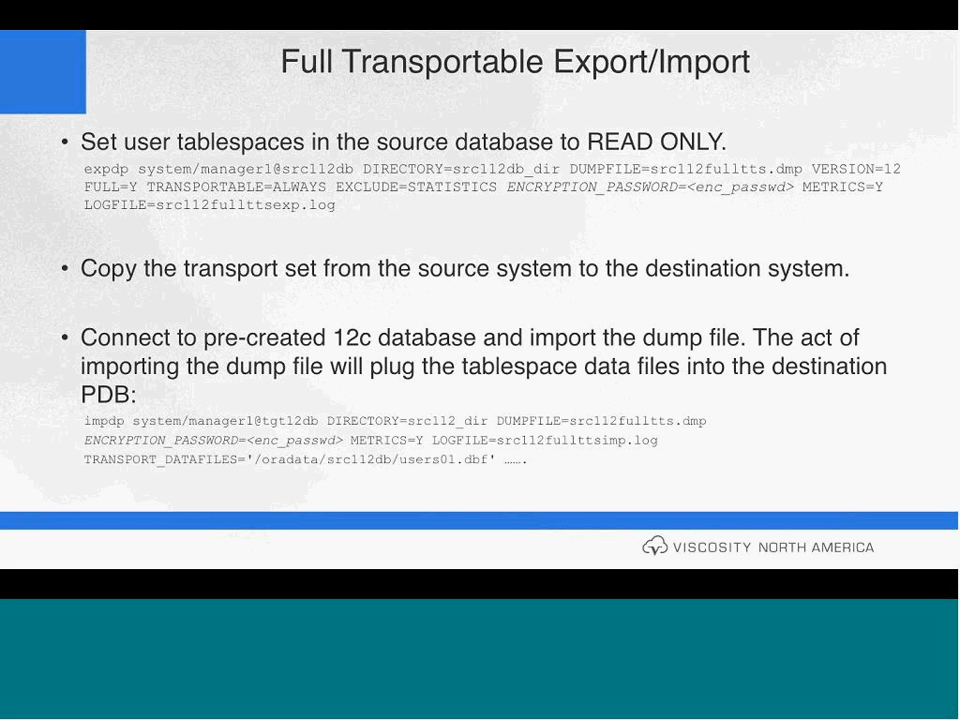 Full Transportable Export/Import
• Set user tablespaces in the source database to READ ONLY.
expdp system/manager1@src112db DIRECTORY=src112db_dir DUMPFILE=src112fulltts.dmp VERSION=12
FULL=Y TRANSPORTABLE=ALWAYS EXCLUDE=STATISTICS ENCRYPTION_PASSWORD=<enc_passwd> METRICS=Y
LOGFILE=src112fullttsexp.log
• Copy the transport set from the source system to the destination system.
• Connect to pre-created 12c database and import the dump file. The act of
importing the dump file will plug the tablespace data files into the destination
PDB:
impdp system/manager1@tgt12db DIRECTORY=src112_dir DUMPFILE=src112fulltts.dmp
ENCRYPTION_PASSWORD=<enc_passwd> METRICS=Y LOGFILE=src112fullttsimp.log
TRANSPORT_DATAFILES='/oradata/src112db/users01.dbf' …….
VISCOSITY NORTH AMERICA